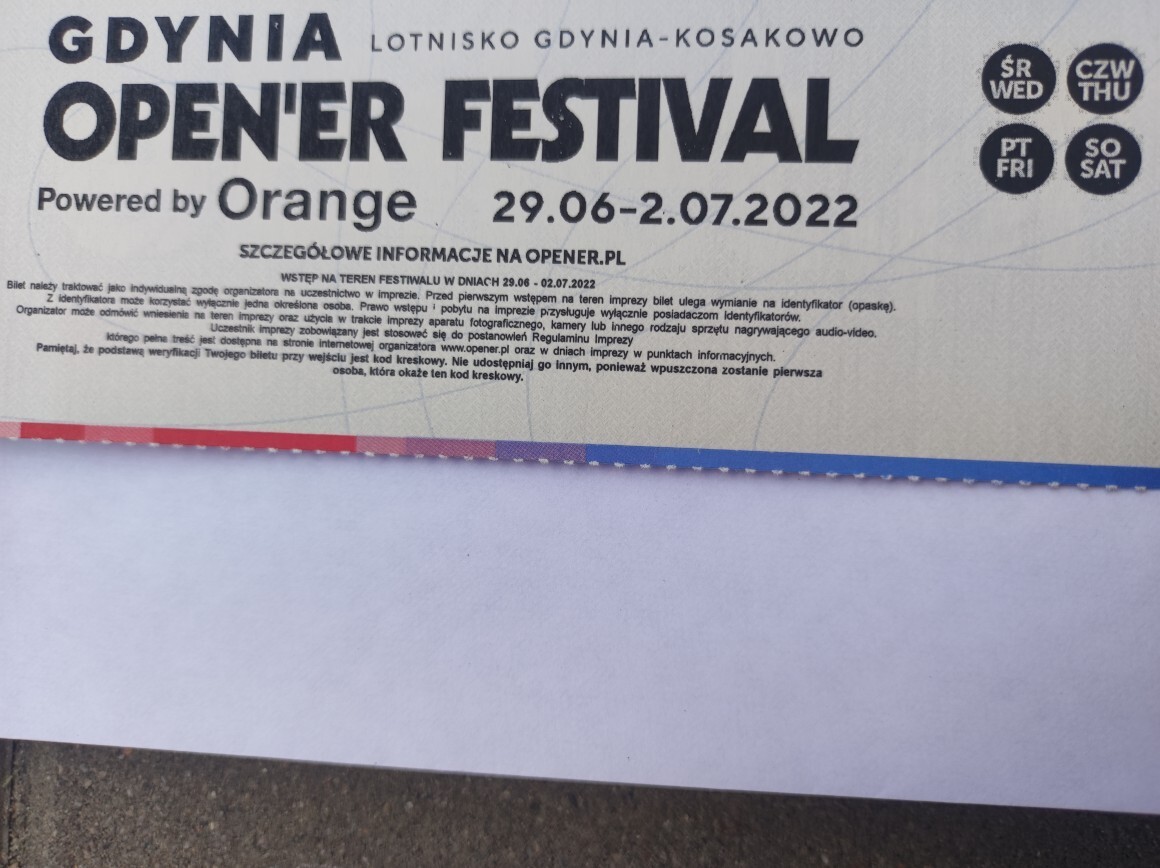 GDYNIA LOTNISKO GDYNIA-KOSAKOWO
OPEN'ER FESTIVAL
Powered by Orange 29.06-2.07.2022
ŚR
WED
CZW
THU
PT
FRI
SO
SAT
SZCZEGÓŁOWE INFORMACJE NA OPENER.PL
WSTĘP NA TEREN FESTIWALU W DNIACH 29.06 - 02.07.2022
Bilet należy traktować jako indywidualną zgodę organizatora na uczestnictwo w imprezie. Przed pierwszym wstępem na teren imprezy bilet ulega wymianie na identyfikator (opaskę).
Z identyfikatora może korzystać wyłącznie jedna określona osoba. Prawo wstępu i pobytu na imprezie przysługuje wyłącznie posiadaczom identyfikatorów.
Organizator może odmówić wniesienia na teren imprezy oraz użycia w trakcie imprezy aparatu fotograficznego, kamery lub innego rodzaju sprzętu nagrywającego audio-video.
Uczestnik imprezy zobowiązany jest stosować się do postanowień Regulaminu Imprezy
którego pełna treść jest dostępna na stronie internetowej organizatora www.opener.pl oraz w dniach imprezy w punktach informacyjnych.
Pamiętaj, że podstawą weryfikacji Twojego biletu przy wejściu jest kod kreskowy. Nie udostępniaj go innym, ponieważ wpuszczona zostanie pierwsza
osoba, która okaże ten kod kreskowy.